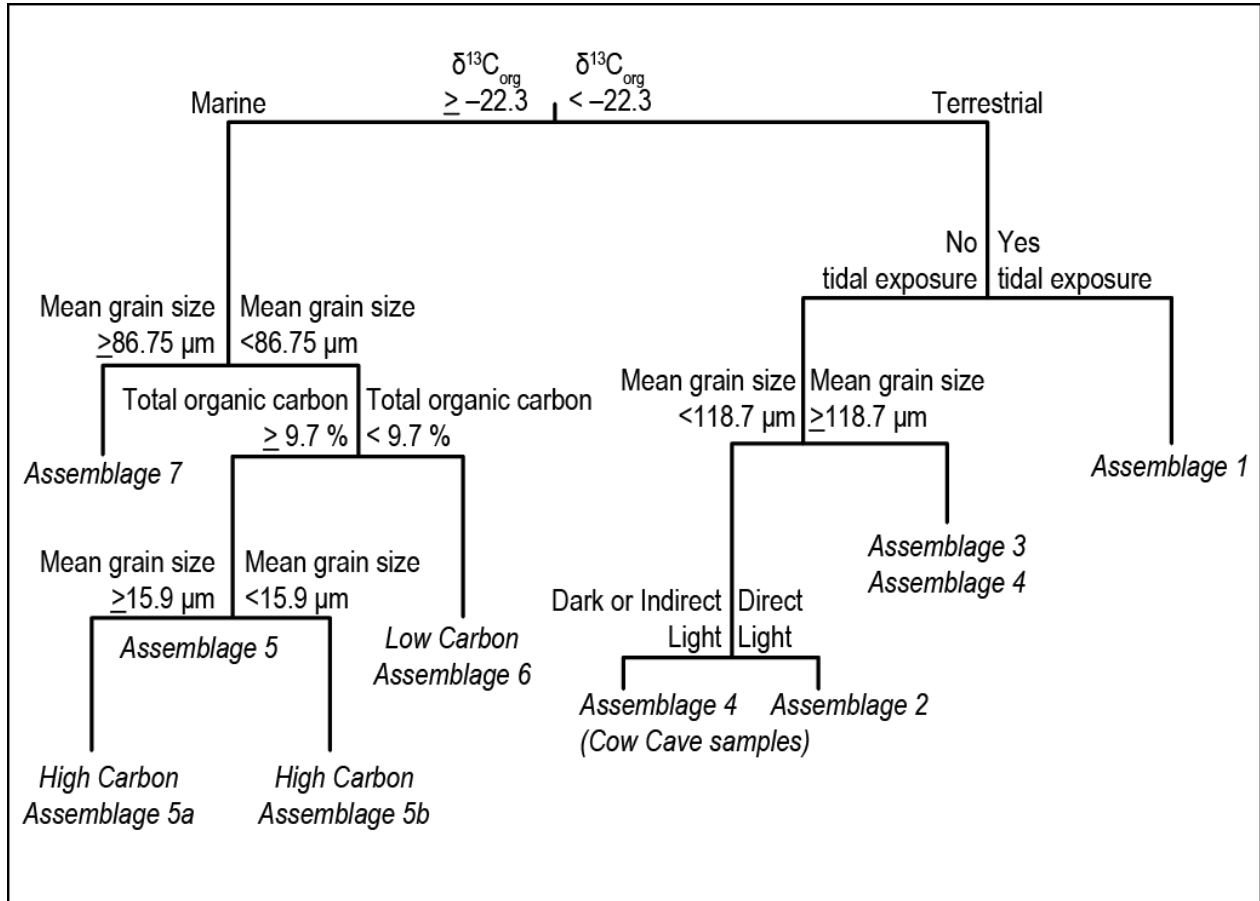 δ¹³C_org δ¹³C_org
Marine ≥ –22.3 < –22.3 Terrestrial
No Yes
tidal exposure tidal exposure
Mean grain size Mean grain size
≥86.75 µm <86.75 µm
Mean grain size Mean grain size
<118.7 µm ≥118.7 µm
Total organic carbon Total organic carbon
≥ 9.7 % < 9.7 %
Assemblage 7
Assemblage 1
Assemblage 3
Assemblage 4
Mean grain size Mean grain size
≥15.9 µm <15.9 µm
Assemblage 5
Low Carbon
Assemblage 6
Dark or Indirect Direct
Light Light
Assemblage 4 Assemblage 2
(Cow Cave samples)
High Carbon High Carbon
Assemblage 5a Assemblage 5b